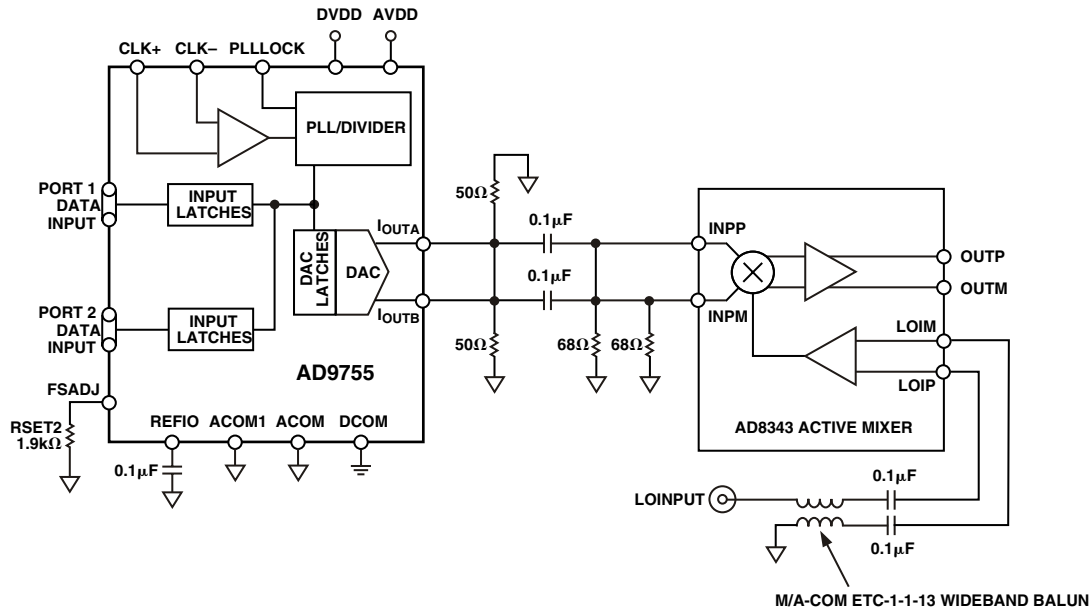 DVDD AVDD
CLK+ CLK– PLLLOCK
PLL/DIVIDER
PORT 1
DATA
INPUT
INPUT
LATCHES
50Ω
0.1μF
IOUTA
INPP
DAC
LATCHES
DAC
0.1μF
OUTP
OUTM
PORT 2
DATA
INPUT
INPUT
LATCHES
IOUTB
INPM
LOIM
50Ω
68Ω 68Ω
AD9755
LOIP
FSADJ
RSET2
1.9kΩ
REFIO ACOM1 ACOM DCOM
AD8343 ACTIVE MIXER
0.1μF
0.1μF
LOINPUT
0.1μF
M/A-COM ETC-1-1-13 WIDEBAND BALUN